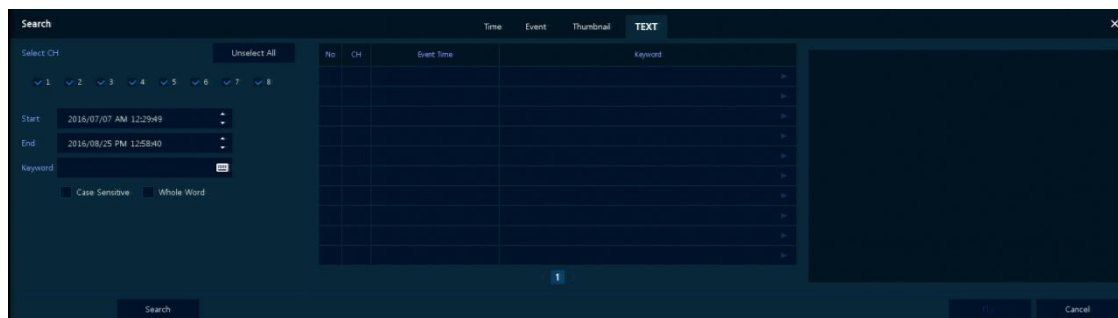 Search Time Event Thumbnail TEXT
Select CH Unselect All
1 2 3 4 5 6 7 8
Start 2016/07/07 AM 12:29:49
End 2016/08/25 PM 12:58:40
Keyword
Case Sensitive Whole Word
No CH Event Time Keyword
1
Search Cancel